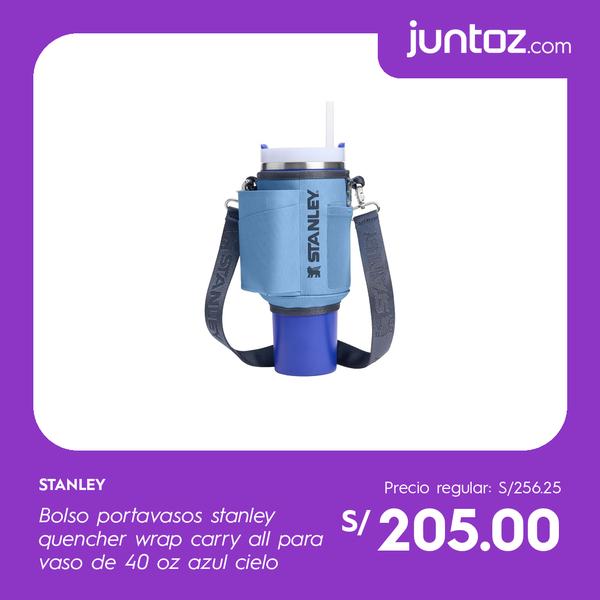 juntoz.com
STANLEY
STANLEY
STANLEY
Precio regular: S/256.25
Bolso portavasos stanley
quencher wrap carry all para
vaso de 40 oz azul cielo
S/ 205.00